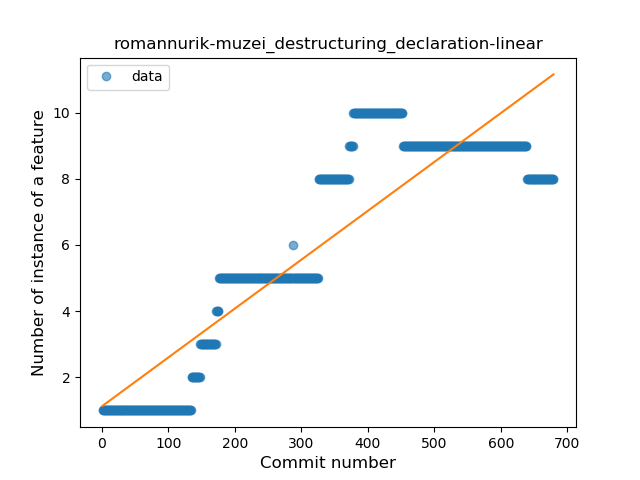 romannurik-muzei_destructuring_declaration-linear
data
Number of instance of a feature
10
8
6
4
2
0 100 200 300 400 500 600 700
Commit number